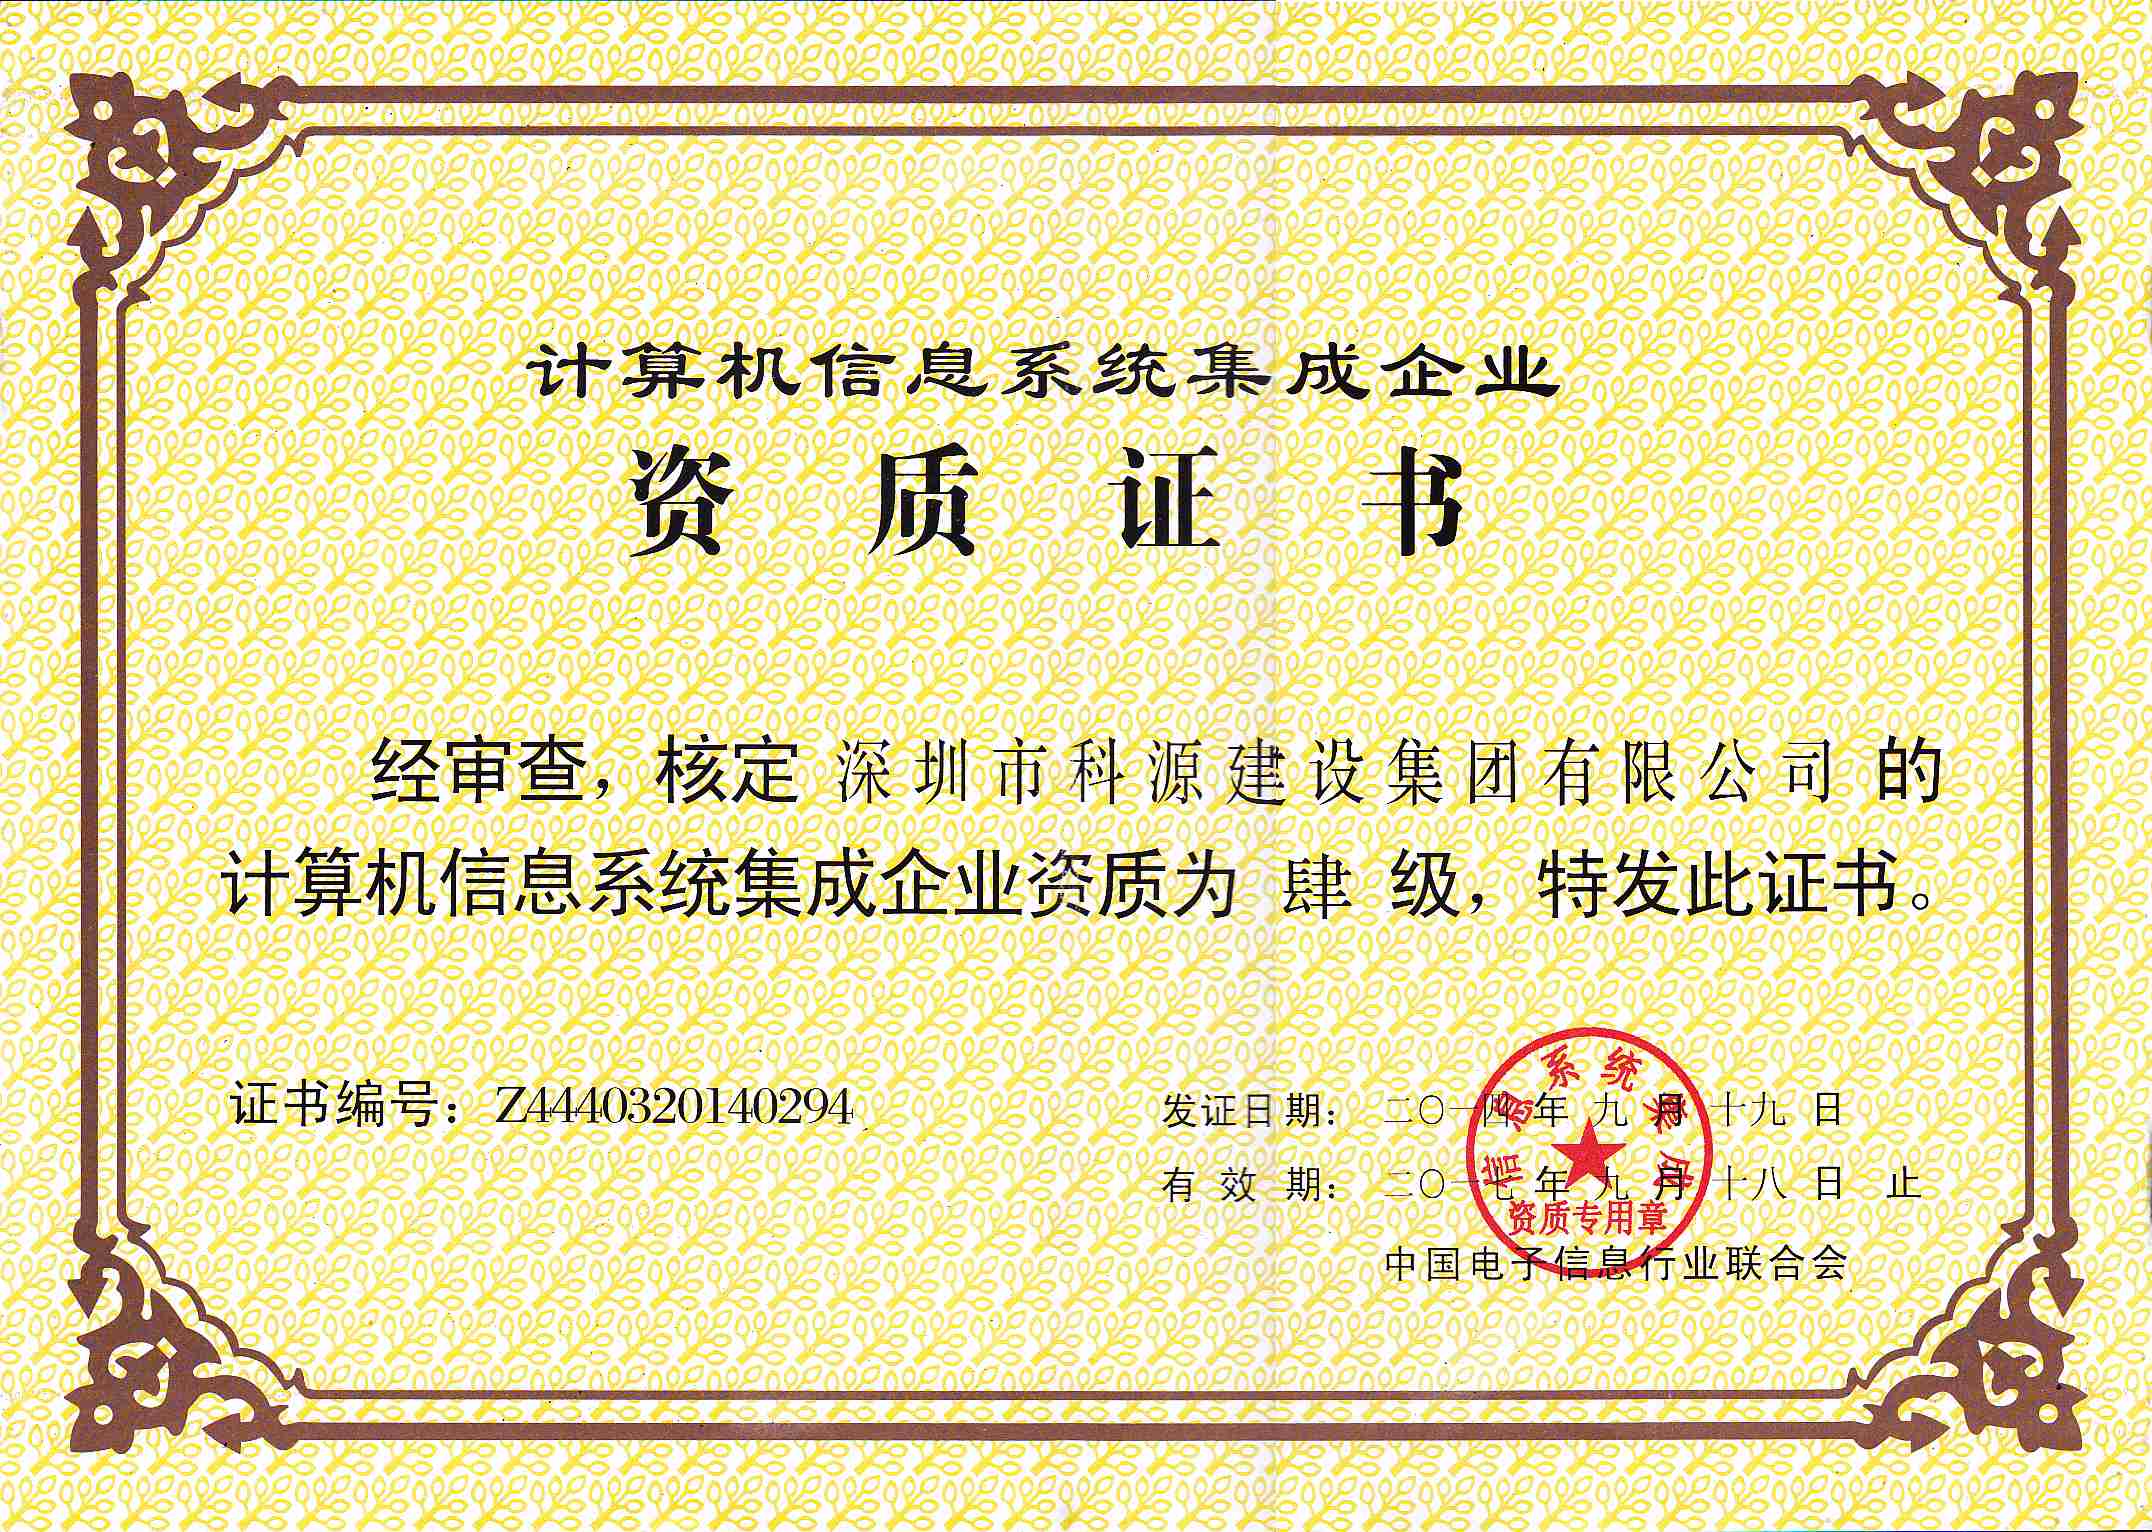 计算机信息系统集成企业
资质证书
经审查，核定 深圳市科源建设集团有限公司 的
计算机信息系统集成企业资质为 肆 级，特发此证书。
证书编号：Z4440320140294
发证日期：二〇一四年九月十九日
有效期：二〇一七年九月十八日止
中国电子信息行业联合会
信息系统集成
资质专用章